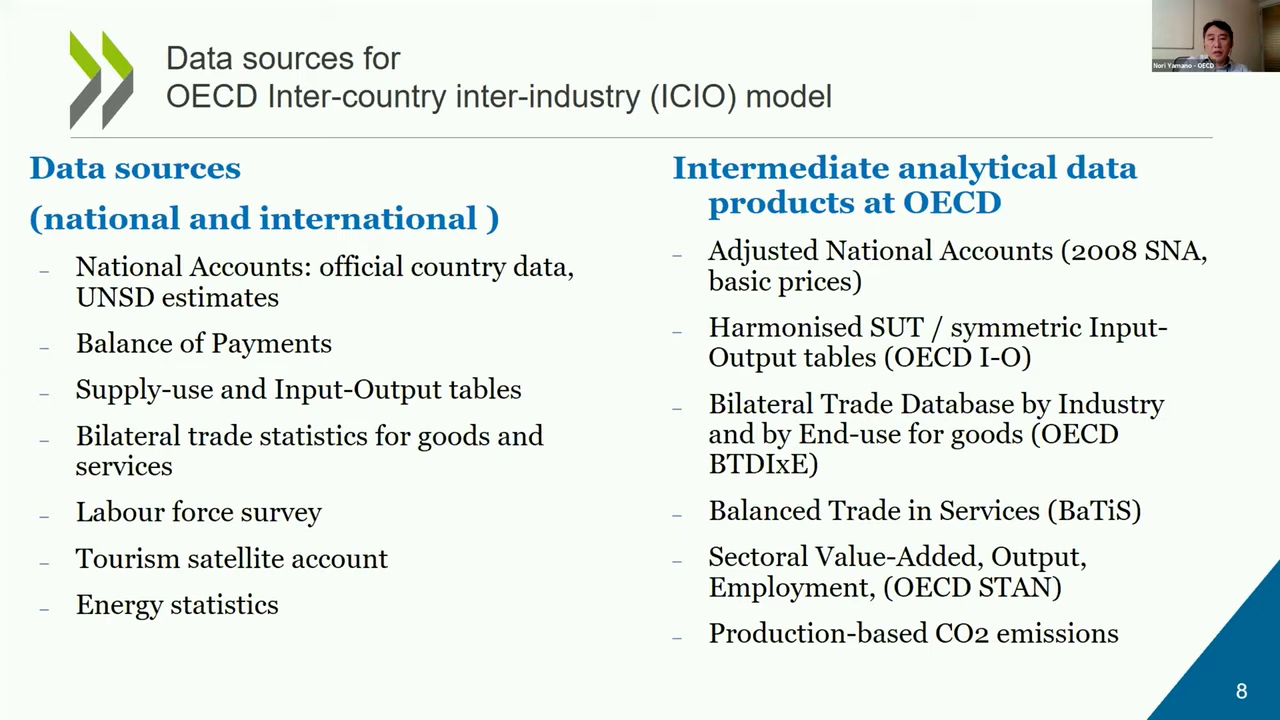 Data sources for
OECD Inter-country inter-industry (ICIO) model
Nori Yamano - OECD
Data sources
(national and international )
– National Accounts: official country data,
UNSD estimates
– Balance of Payments
– Supply-use and Input-Output tables
– Bilateral trade statistics for goods and
services
– Labour force survey
– Tourism satellite account
– Energy statistics
Intermediate analytical data
products at OECD
– Adjusted National Accounts (2008 SNA,
basic prices)
– Harmonised SUT / symmetric Input-
Output tables (OECD I-O)
– Bilateral Trade Database by Industry
and by End-use for goods (OECD
BTDIxE)
– Balanced Trade in Services (BaTiS)
– Sectoral Value-Added, Output,
Employment, (OECD STAN)
– Production-based CO2 emissions
8